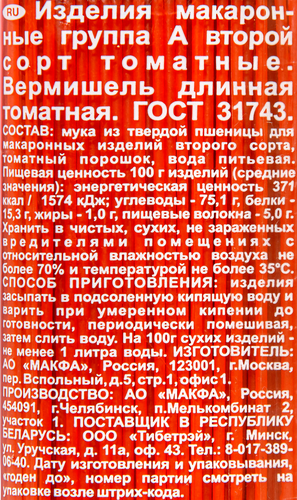 RU Изделия макарон-
ные группа А второй
сорт томатные.
Вермишель длинная
томатная. ГОСТ 31743.
СОСТАВ: мука из твердой пшеницы для
макаронных изделий второго сорта,
томатный порошок, вода питьевая.
Пищевая ценность 100 г изделий (средние
значения): энергетическая ценность 371
ккал / 1574 кДж; углеводы - 75,1 г, белки -
15,3 г, жиры - 1,0 г, пищевые волокна - 5,0 г.
Хранить в чистых, сухих, не зараженных
вредителями помещениях с
относительной влажностью воздуха не
более 70% и температурой не более 35°С.
СПОСОБ ПРИГОТОВЛЕНИЯ: изделия
засыпать в подсоленную кипящую воду и
варить при умеренном кипении до
готовности, периодически помешивая,
затем слить воду. На 100г сухих изделий -
не менее 1 литра воды. ИЗГОТОВИТЕЛЬ:
АО «МАКФА», Россия, 123001, г.Москва,
пер. Вспольный, д.5, стр.1, офис 1.
ПРОИЗВОДСТВО: АО «МАКФА», Россия,
454091, г.Челябинск, п.Мелькомбинат 2,
участок 1. ПОСТАВЩИК В РЕСПУБЛИКУ
БЕЛАРУСЬ: ООО «Тибетрэй», г. Минск,
ул. Уручская, д. 11а, оф. 43. Тел.: 8-017-389-
06-40. Дату изготовления и упаковывания,
«годен до», номер партии смотреть на
упаковке возле штрих-кода.